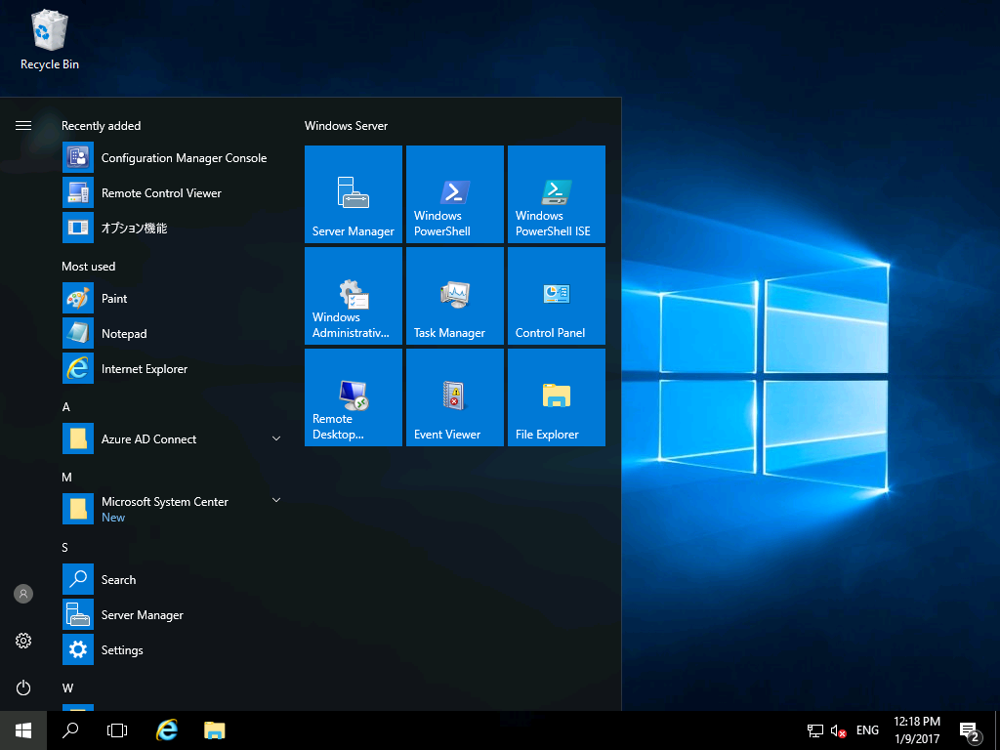 Recycle Bin
Recently added
Configuration Manager Console
Remote Control Viewer
オプション機能
Most used
Paint
Notepad
Internet Explorer
A
Azure AD Connect
M
Microsoft System Center
New
S
Search
Server Manager
Settings
W
Windows Server
Server Manager
Windows
PowerShell
Windows
PowerShell ISE
Windows
Administrativ...
Task Manager
Control Panel
Remote
Desktop...
Event Viewer
File Explorer
ENG
12:18 PM
1/9/2017
2